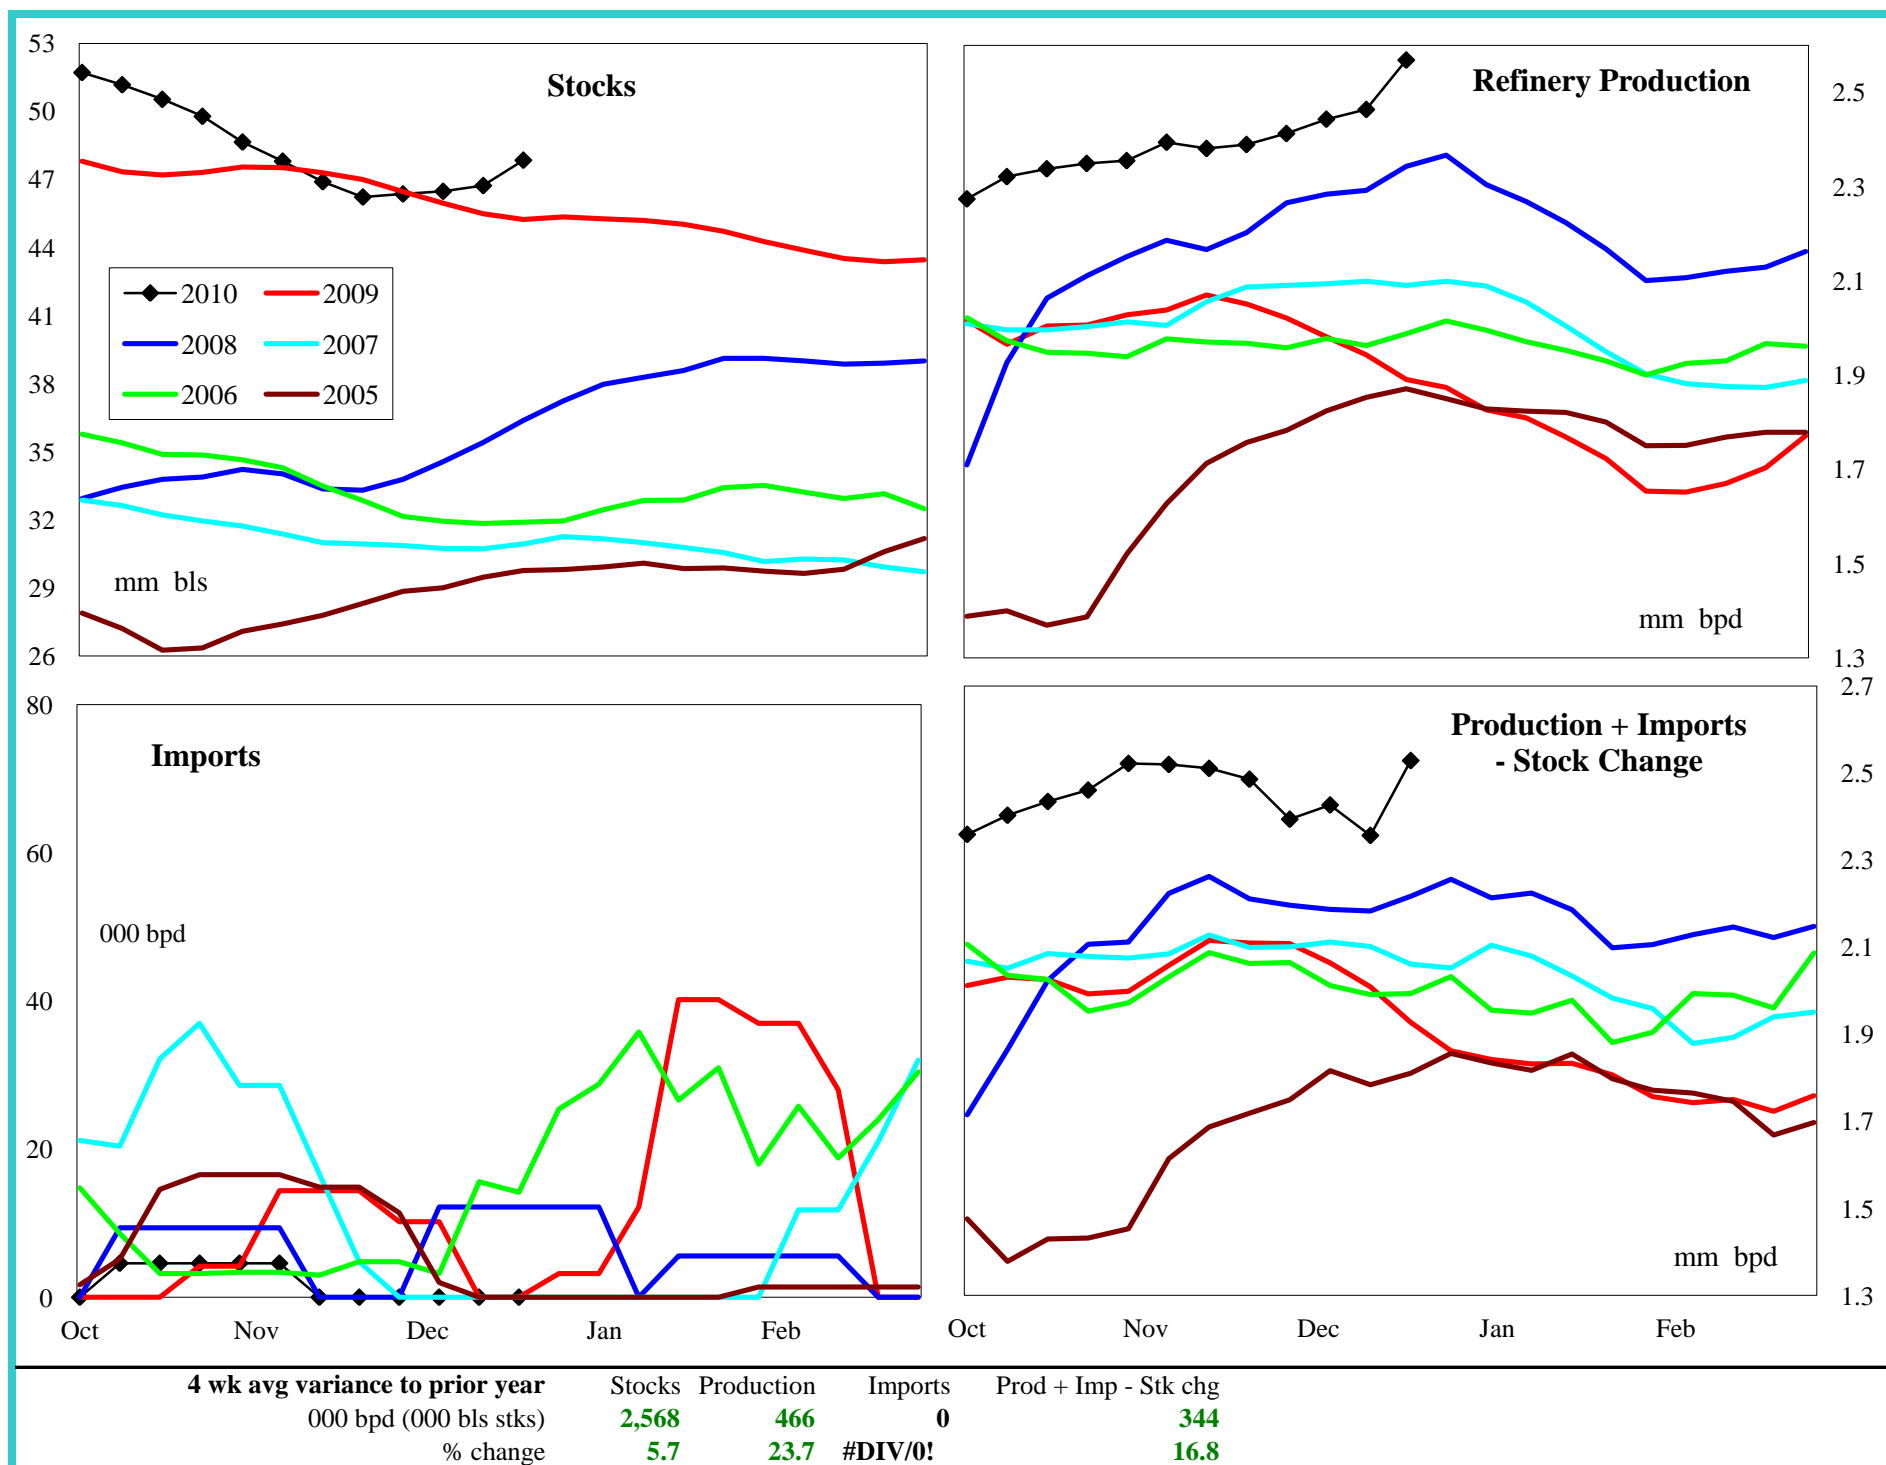 Stocks
53
50
47
44
41
38
35
32
29
26
2010 2009
2008 2007
2006 2005
mm bls
Refinery Production
2.5
2.3
2.1
1.9
1.7
1.5
1.3
mm bpd
Imports
80
60
40
20
0
000 bpd
Oct Nov Dec Jan Feb
Production + Imports
- Stock Change
2.7
2.5
2.3
2.1
1.9
1.7
1.5
1.3
mm bpd
Oct Nov Dec Jan Feb
4 wk avg variance to prior year Stocks Production Imports Prod + Imp - Stk chg
000 bpd (000 bls stks) 2,568 466 0 344
% change 5.7 23.7 #DIV/0! 16.8